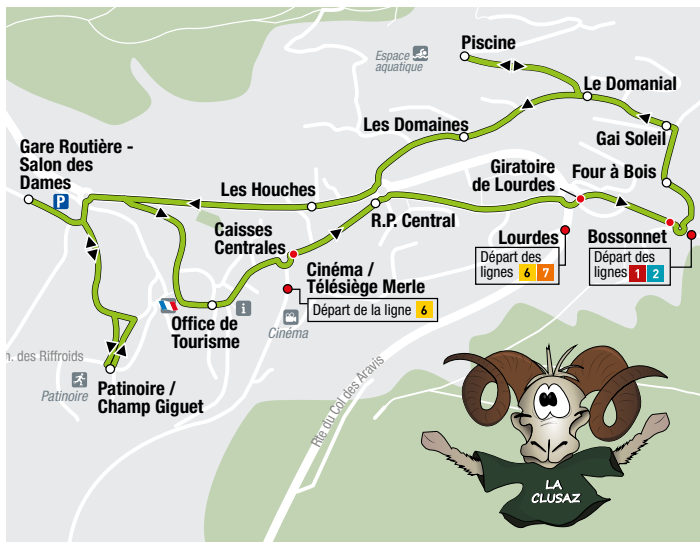 Piscine
Espace
aquatique
Le Domanial
Les Domaines
Gai Soleil
Gare Routière -
Salon des
Dames
P
Giratoire
de Lourdes
Four à Bois
Les Houches
R.P. Central
Caisses
Centrales
Lourdes
Départ des
lignes 6 7
Bossonnet
Départ des
lignes 1 2
Cinéma /
Télésiège Merle
Départ de la ligne 6
i
Office de
Tourisme
Cinéma
n. des Riffroids
Patinoire
Patinoire /
Champ Giguet
Rte du Col des Aravis
LA
CLUSAZ